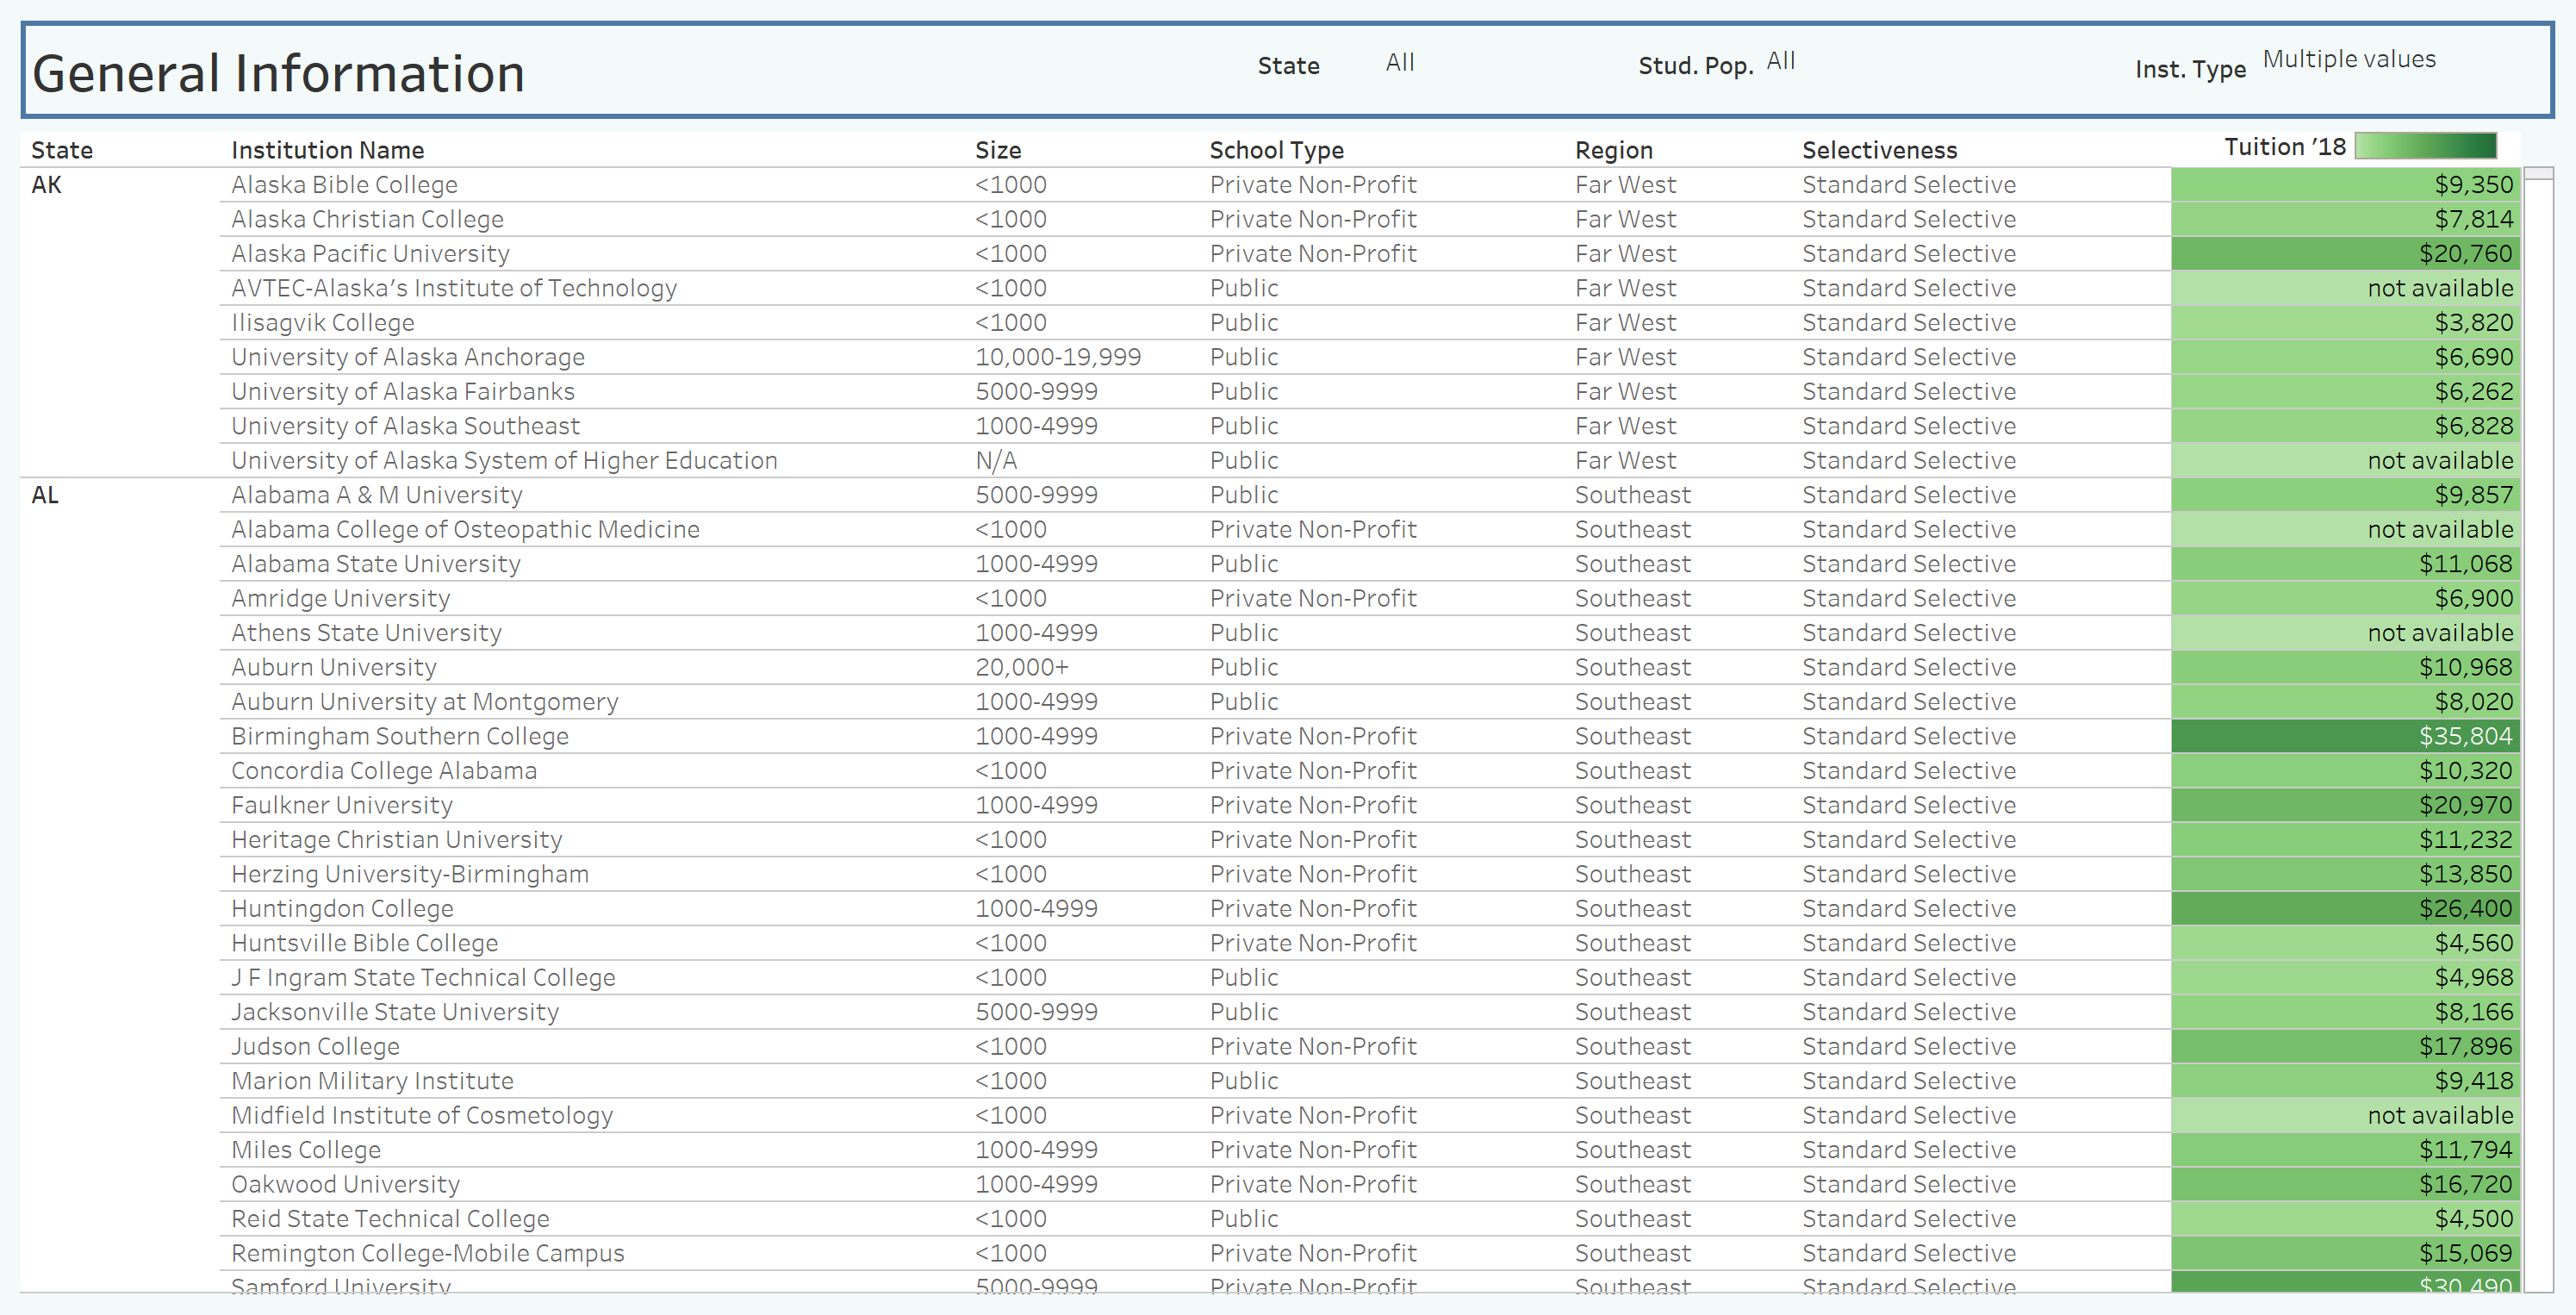 General Information State All Stud. Pop. All Inst. Type Multiple values
State Institution Name Size School Type Region Selectiveness Tuition '18
AK Alaska Bible College <1000 Private Non-Profit Far West Standard Selective $9,350
Alaska Christian College <1000 Private Non-Profit Far West Standard Selective $7,814
Alaska Pacific University <1000 Private Non-Profit Far West Standard Selective $20,760
AVTEC-Alaska's Institute of Technology <1000 Public Far West Standard Selective not available
Ilisagvik College <1000 Public Far West Standard Selective $3,820
University of Alaska Anchorage 10,000-19,999 Public Far West Standard Selective $6,690
University of Alaska Fairbanks 5000-9999 Public Far West Standard Selective $6,262
University of Alaska Southeast 1000-4999 Public Far West Standard Selective $6,828
University of Alaska System of Higher Education N/A Public Far West Standard Selective not available
AL Alabama A & M University 5000-9999 Public Southeast Standard Selective $9,857
Alabama College of Osteopathic Medicine <1000 Private Non-Profit Southeast Standard Selective not available
Alabama State University 1000-4999 Public Southeast Standard Selective $11,068
Amridge University <1000 Private Non-Profit Southeast Standard Selective $6,900
Athens State University 1000-4999 Public Southeast Standard Selective not available
Auburn University 20,000+ Public Southeast Standard Selective $10,968
Auburn University at Montgomery 1000-4999 Public Southeast Standard Selective $8,020
Birmingham Southern College 1000-4999 Private Non-Profit Southeast Standard Selective $35,804
Concordia College Alabama <1000 Private Non-Profit Southeast Standard Selective $10,320
Faulkner University 1000-4999 Private Non-Profit Southeast Standard Selective $20,970
Heritage Christian University <1000 Private Non-Profit Southeast Standard Selective $11,232
Herzing University-Birmingham <1000 Private Non-Profit Southeast Standard Selective $13,850
Huntingdon College 1000-4999 Private Non-Profit Southeast Standard Selective $26,400
Huntsville Bible College <1000 Private Non-Profit Southeast Standard Selective $4,560
J F Ingram State Technical College <1000 Public Southeast Standard Selective $4,968
Jacksonville State University 5000-9999 Public Southeast Standard Selective $8,166
Judson College <1000 Private Non-Profit Southeast Standard Selective $17,896
Marion Military Institute <1000 Public Southeast Standard Selective $9,418
Midfield Institute of Cosmetology <1000 Private Non-Profit Southeast Standard Selective not available
Miles College 1000-4999 Private Non-Profit Southeast Standard Selective $11,794
Oakwood University 1000-4999 Private Non-Profit Southeast Standard Selective $16,720
Reid State Technical College <1000 Public Southeast Standard Selective $4,500
Remington College-Mobile Campus <1000 Private Non-Profit Southeast Standard Selective $15,069
Samford University 5000-9999 Private Non-Profit Southeast Standard Selective $30,490